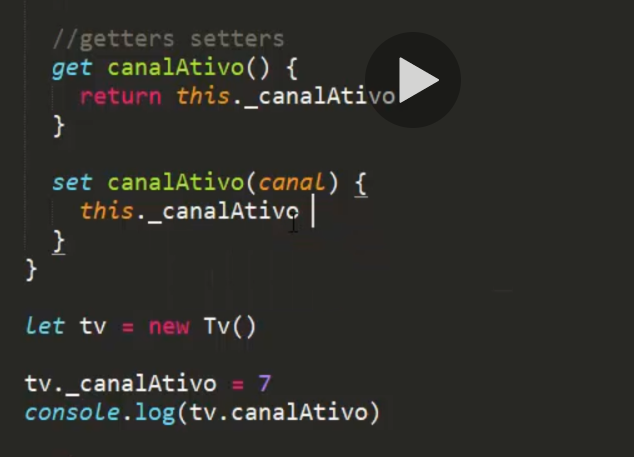 //getters setters
get canalAtivo() {
return this._canalAtivo
}
set canalAtivo(canal) {
this._canalAtivo
}
}
let tv = new Tv()
tv._canalAtivo = 7
console.log(tv.canalAtivo)